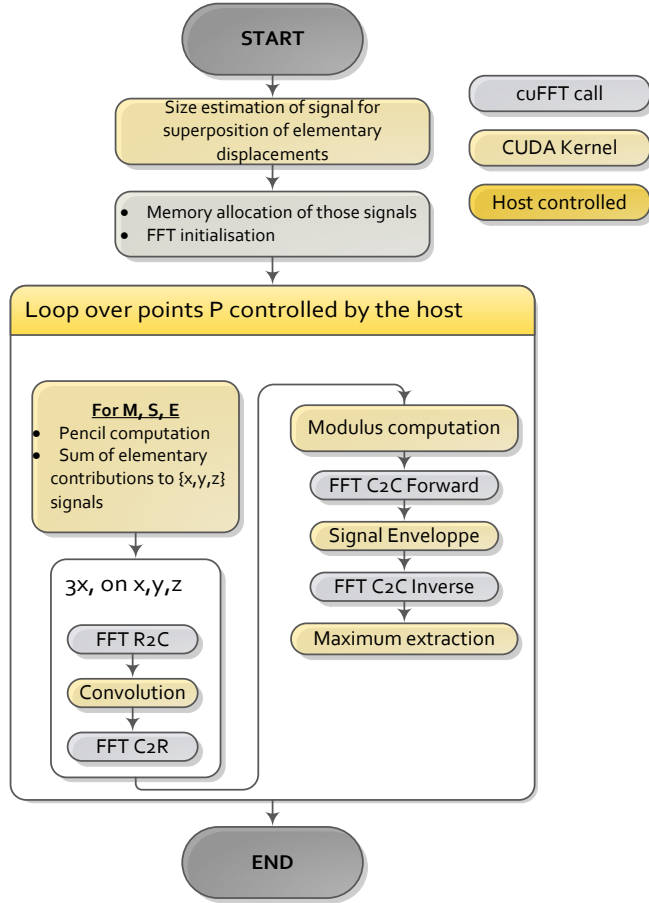 START
Size estimation of signal for
superposition of elementary
displacements
• Memory allocation of those signals
• FFT initialisation
cuFFT call
CUDA Kernel
Host controlled
Loop over points P controlled by the host
For M, S, E
• Pencil computation
• Sum of elementary
contributions to {x,y,z}
signals
3x, on x,y,z
FFT R2C
Convolution
FFT C2R
Modulus computation
FFT C2C Forward
Signal Enveloppe
FFT C2C Inverse
Maximum extraction
END